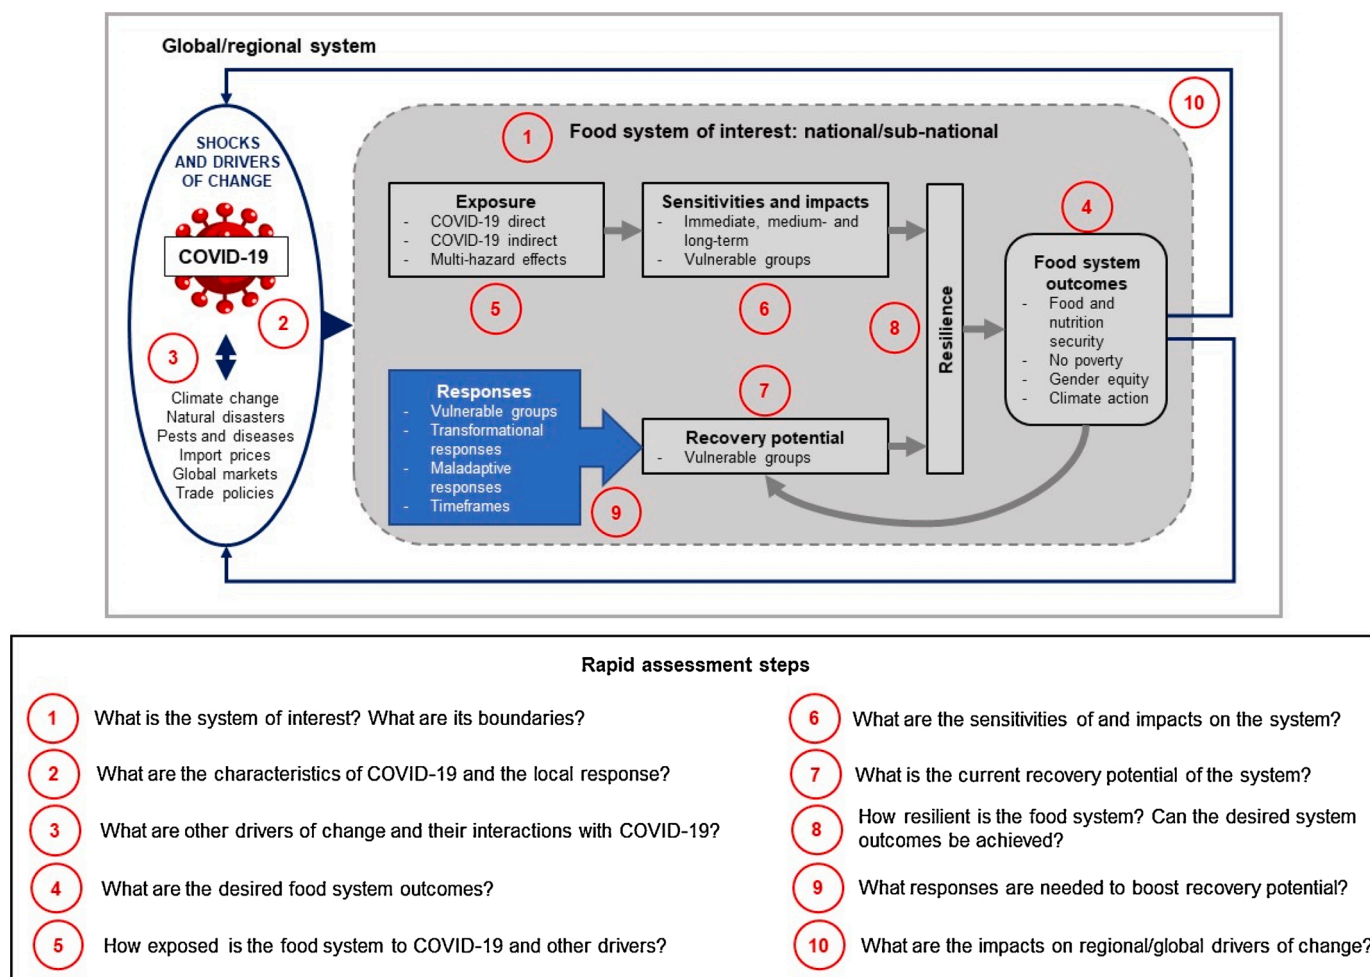 Global/regional system
10
SHOCKS
AND DRIVERS
OF CHANGE
COVID-19
2
3
Climate change
Natural disasters
Pests and diseases
Import prices
Global markets
Trade policies
1
Food system of interest: national/sub-national
Exposure
- COVID-19 direct
- COVID-19 indirect
- Multi-hazard effects
5
Sensitivities and impacts
- Immediate, medium- and
long-term
- Vulnerable groups
6
Responses
- Vulnerable groups
- Transformational
responses
- Maladaptive
responses
- Timeframes
9
7
Recovery potential
- Vulnerable groups
8
Resilience
4
Food system
outcomes
- Food and
nutrition
security
- No poverty
- Gender equity
- Climate action
Rapid assessment steps
1 What is the system of interest? What are its boundaries?
2 What are the characteristics of COVID-19 and the local response?
3 What are other drivers of change and their interactions with COVID-19?
4 What are the desired food system outcomes?
5 How exposed is the food system to COVID-19 and other drivers?
6 What are the sensitivities of and impacts on the system?
7 What is the current recovery potential of the system?
8 How resilient is the food system? Can the desired system
outcomes be achieved?
9 What responses are needed to boost recovery potential?
10 What are the impacts on regional/global drivers of change?